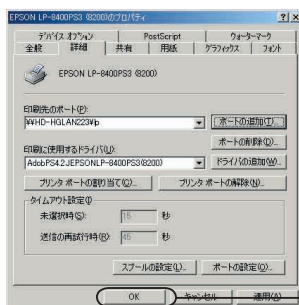 EPSON LP-8400PS3 (8200)のプロパティ
デバイス オプション PostScript ウォーターマーク
全般 詳細 共有 用紙 グラフィックス フォント
EPSON LP-8400PS3 (8200)
印刷先のポート(P):
¥¥HD-HGLAN223¥lp
ポートの追加(T)...
ポートの削除(D)...
印刷に使用するドライバ(U):
AdobPS4.2JEPSONLP-8400PS3(8200)
ドライバの追加(W)...
プリンタ ポートの割り当て(C)...
プリンタ ポートの解除(N)...
タイムアウト設定(I)
未選択時(S): 15 秒
送信の再試行時(R): 45 秒
スプールの設定(L)...
ポートの設定(E)...
OK キャンセル 適用(A)